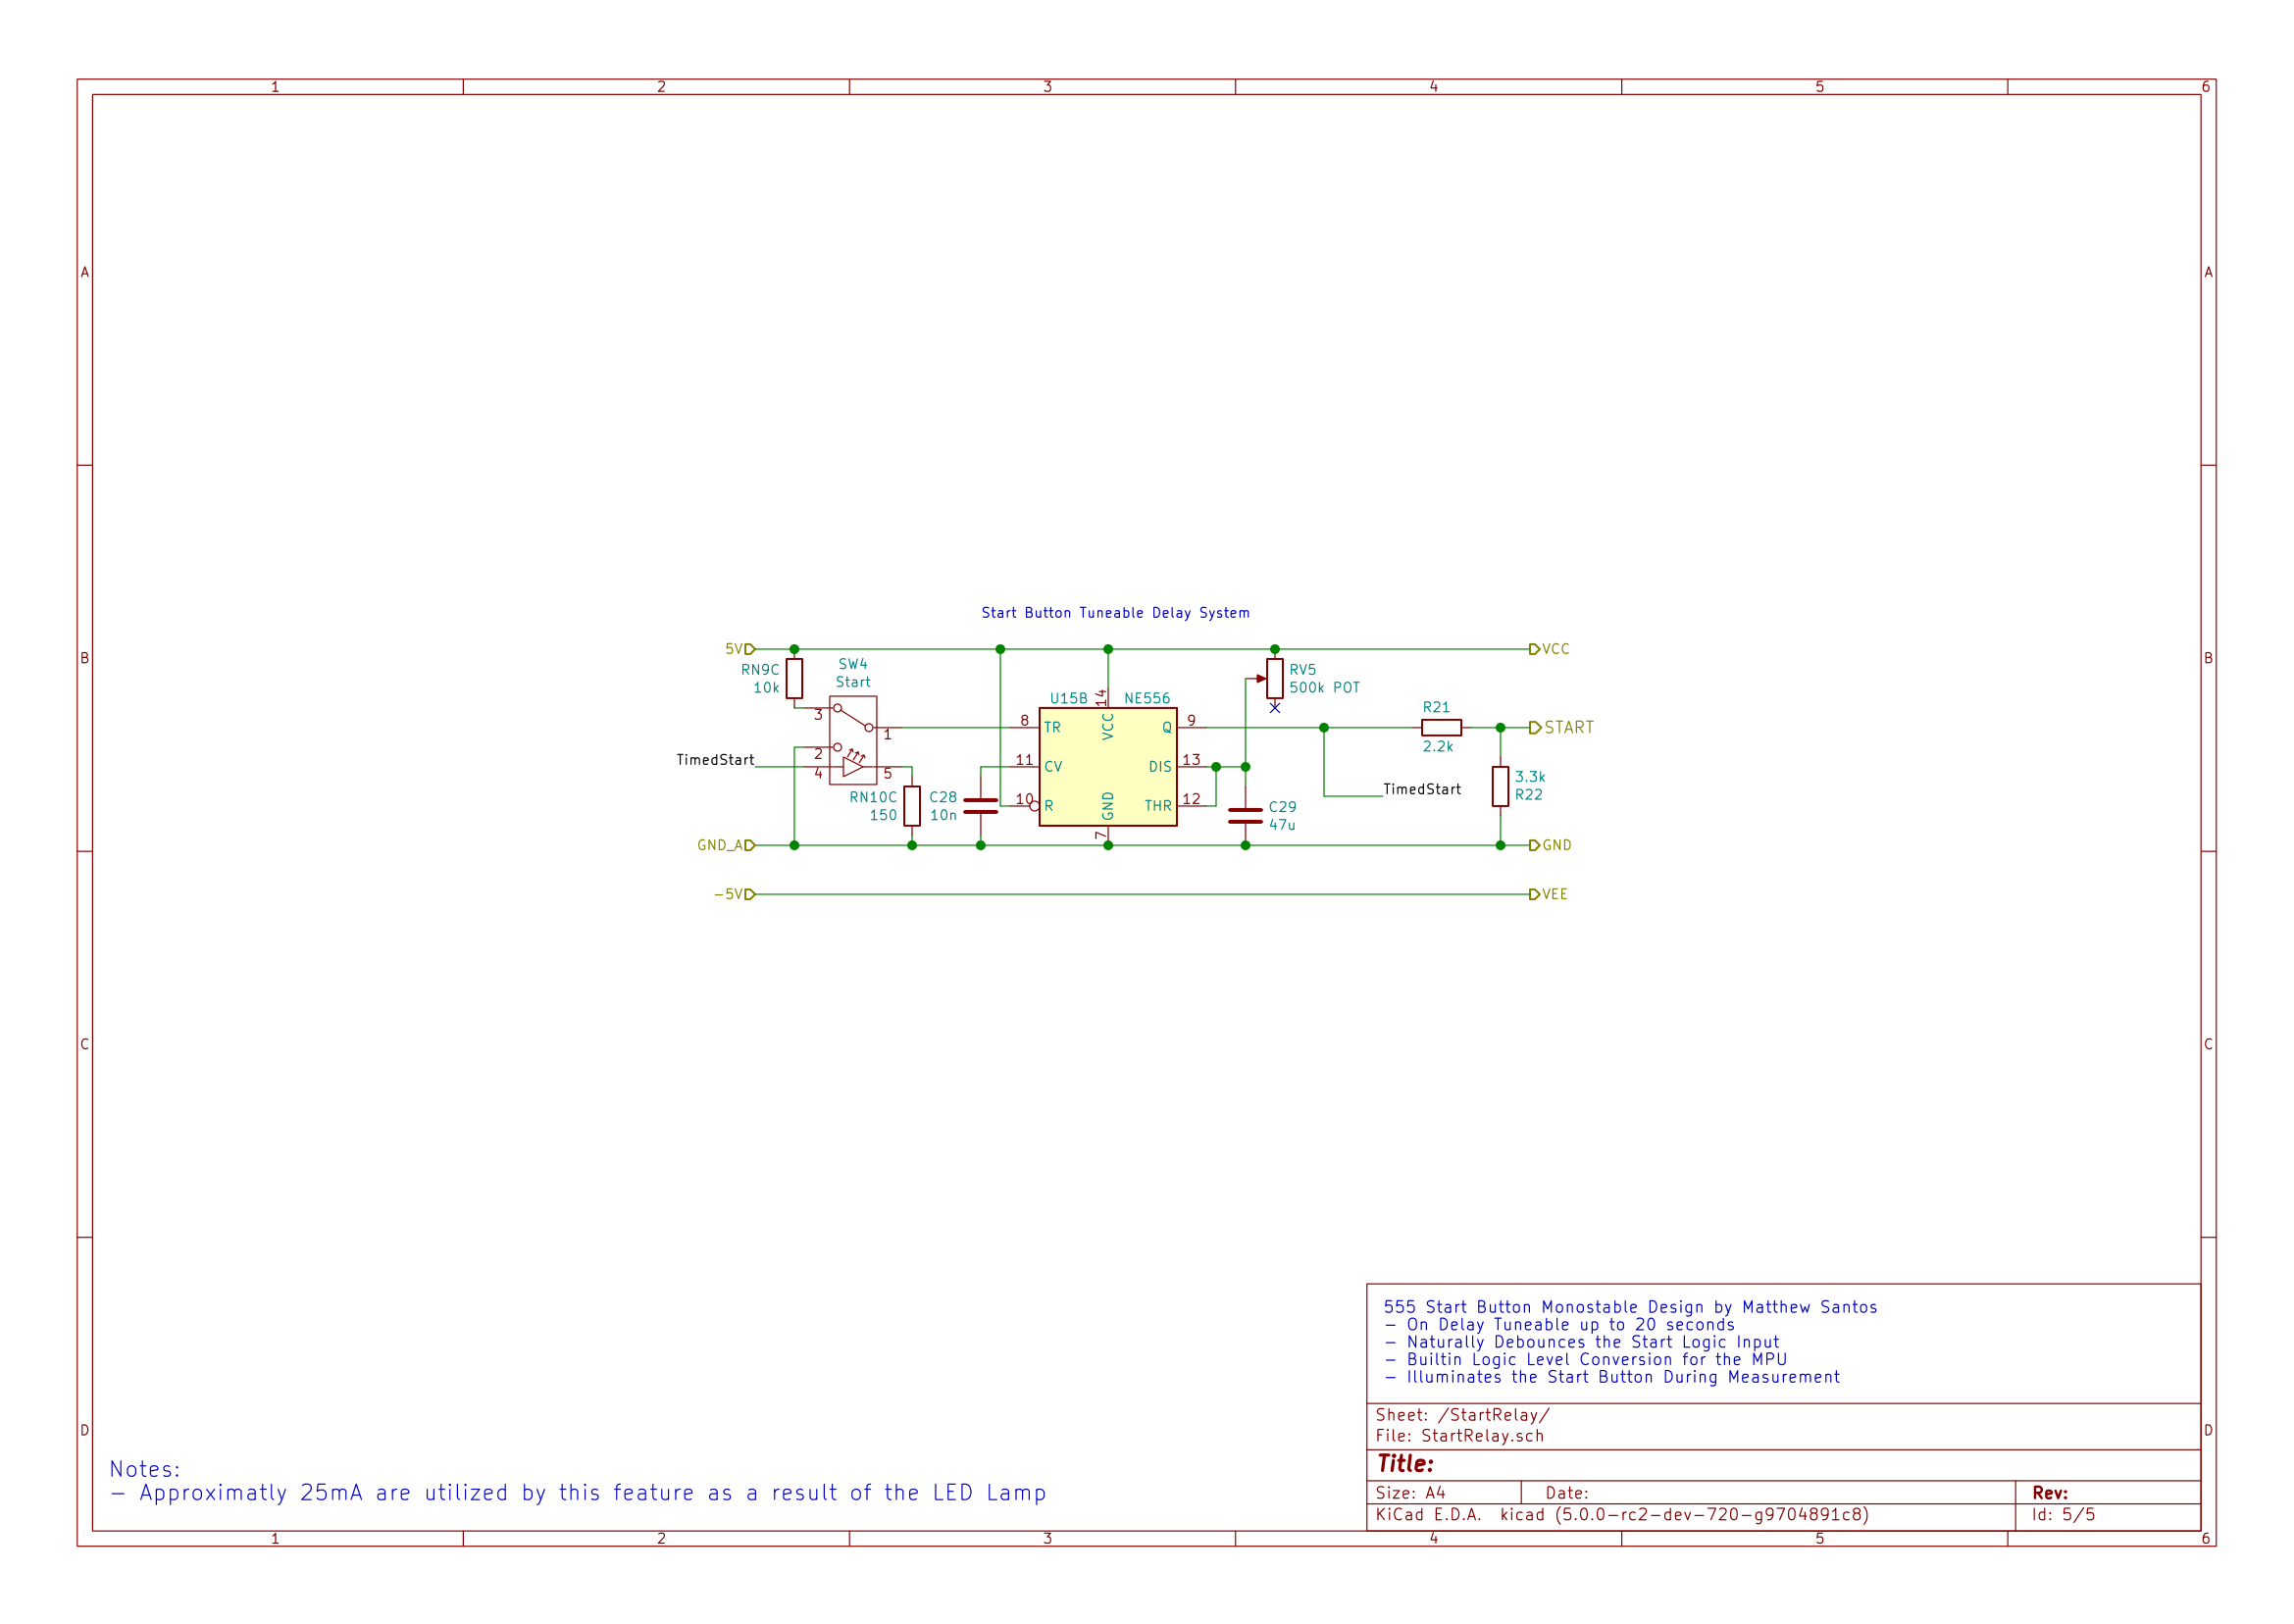 1 2 3 4 5 6
A A
Start Button Tuneable Delay System
5V VCC
B B
SW4
Start
RN9C
10k
RV5
500k POT
U15B NE556
14
VCC
3
1
8 TR
Q 9
R21
2.2k
START
2
TimedStart
4
5
11 CV
DIS 13
TimedStart
3.3k
R22
RN10C
150
C28
10n
10 R
GND
7
THR 12
C29
47u
GND_A GND
-5V VEE
C C
555 Start Button Monostable Design by Matthew Santos
- On Delay Tuneable up to 20 seconds
- Naturally Debounces the Start Logic Input
- Builtin Logic Level Conversion for the MPU
- Illuminates the Start Button During Measurement
Sheet: /StartRelay/
File: StartRelay.sch
D D
Title:
Size: A4 Date: Rev:
KiCad E.D.A. kicad (5.0.0-rc2-dev-720-g9704891c8) Id: 5/5
Notes:
- Approximatly 25mA are utilized by this feature as a result of the LED Lamp
1 2 3 4 5 6